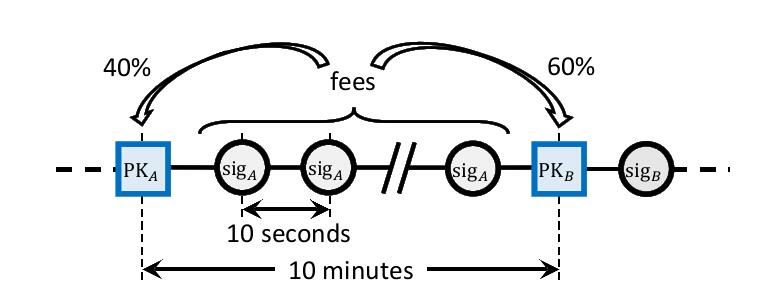 40%
60%
fees
PK_A
sig_A
sig_A
sig_A
PK_B
sig_B
10 seconds
10 minutes